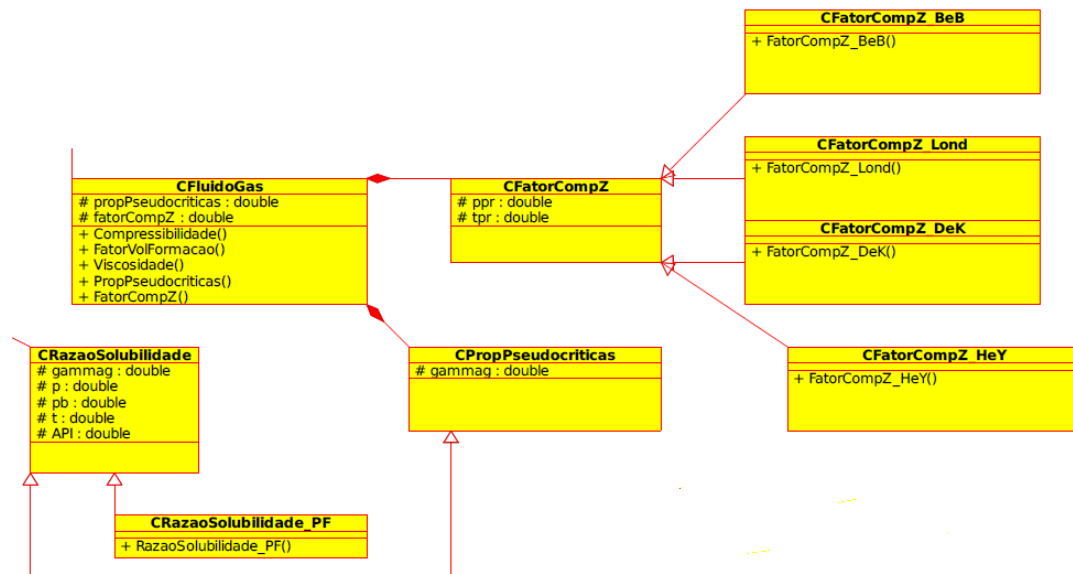 CFatorCompZ_BeB
+ FatorCompZ_BeB()
CFatorCompZ_Lond
+ FatorCompZ_Lond()
CFluidoGas
# propPseudocriticas : double
# fatorCompZ : double
+ Compressibilidade()
+ FatorVolFormacao()
+ Viscosidade()
+ PropPseudocriticas()
+ FatorCompZ()
CFatorCompZ
# ppr : double
# tpr : double
CFatorCompZ_DeK
+ FatorCompZ_DeK()
CRazaoSolubilidade
# gammag : double
# p : double
# pb : double
# t : double
# API : double
CPropPseudocriticas
# gammag : double
CFatorCompZ_HeY
+ FatorCompZ_HeY()
CRazaoSolubilidade_PF
+ RazaoSolubilidade_PF()